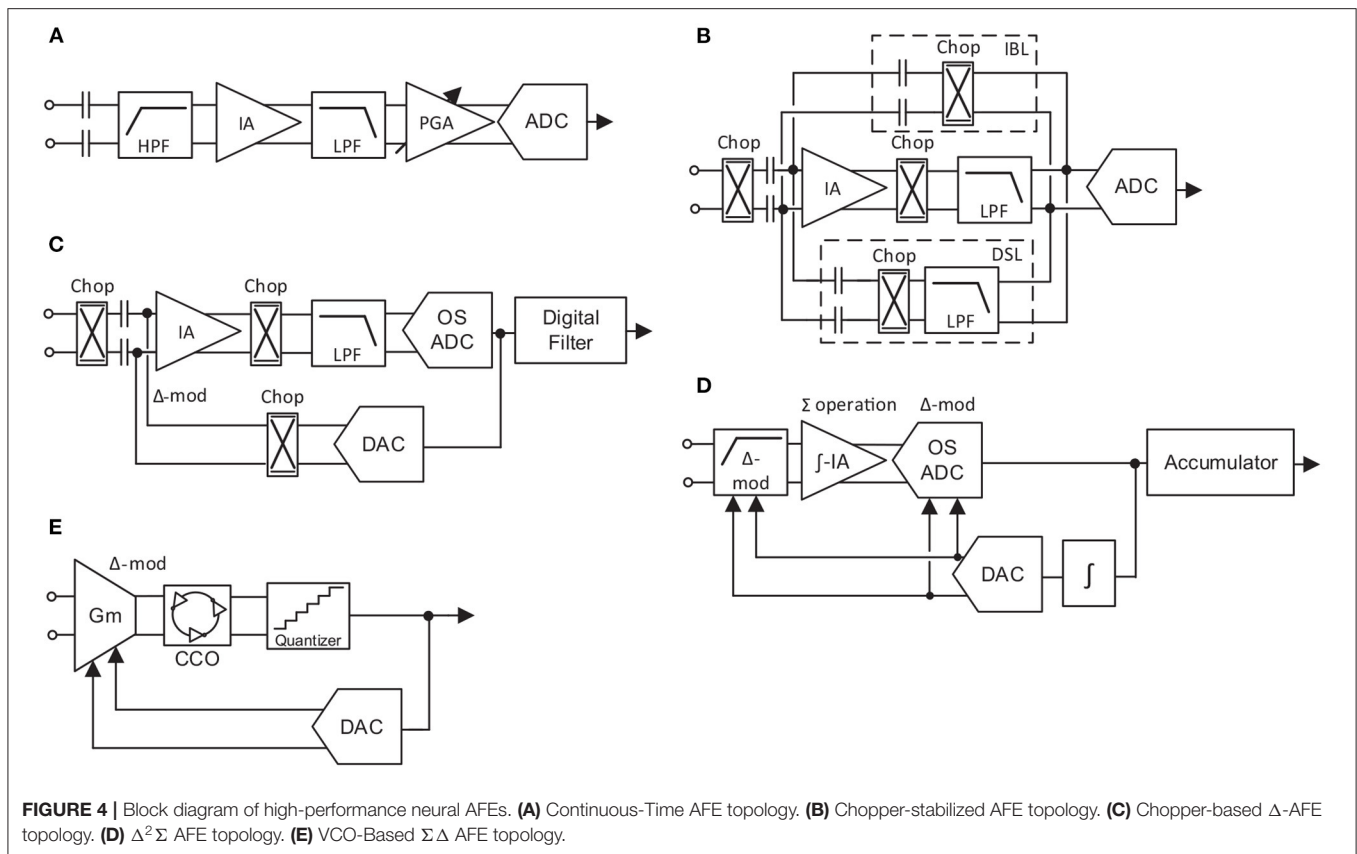 A
HPF
IA
LPF
PGA
ADC
B
Chop
IBL
Chop
IA
Chop
LPF
ADC
DSL
Chop
LPF
C
Chop
IA
Chop
LPF
OS
ADC
Digital
Filter
Δ-mod
Chop
DAC
D
Σ operation
Δ-mod
Δ-
mod
∫-IA
OS
ADC
Accumulator
DAC
∫
E
Δ-mod
Gm
CCO
Quantizer
DAC
FIGURE 4 | Block diagram of high-performance neural AFEs. (A) Continuous-Time AFE topology. (B) Chopper-stabilized AFE topology. (C) Chopper-based Δ-AFE
topology. (D) Δ²Σ AFE topology. (E) VCO-Based ΣΔ AFE topology.